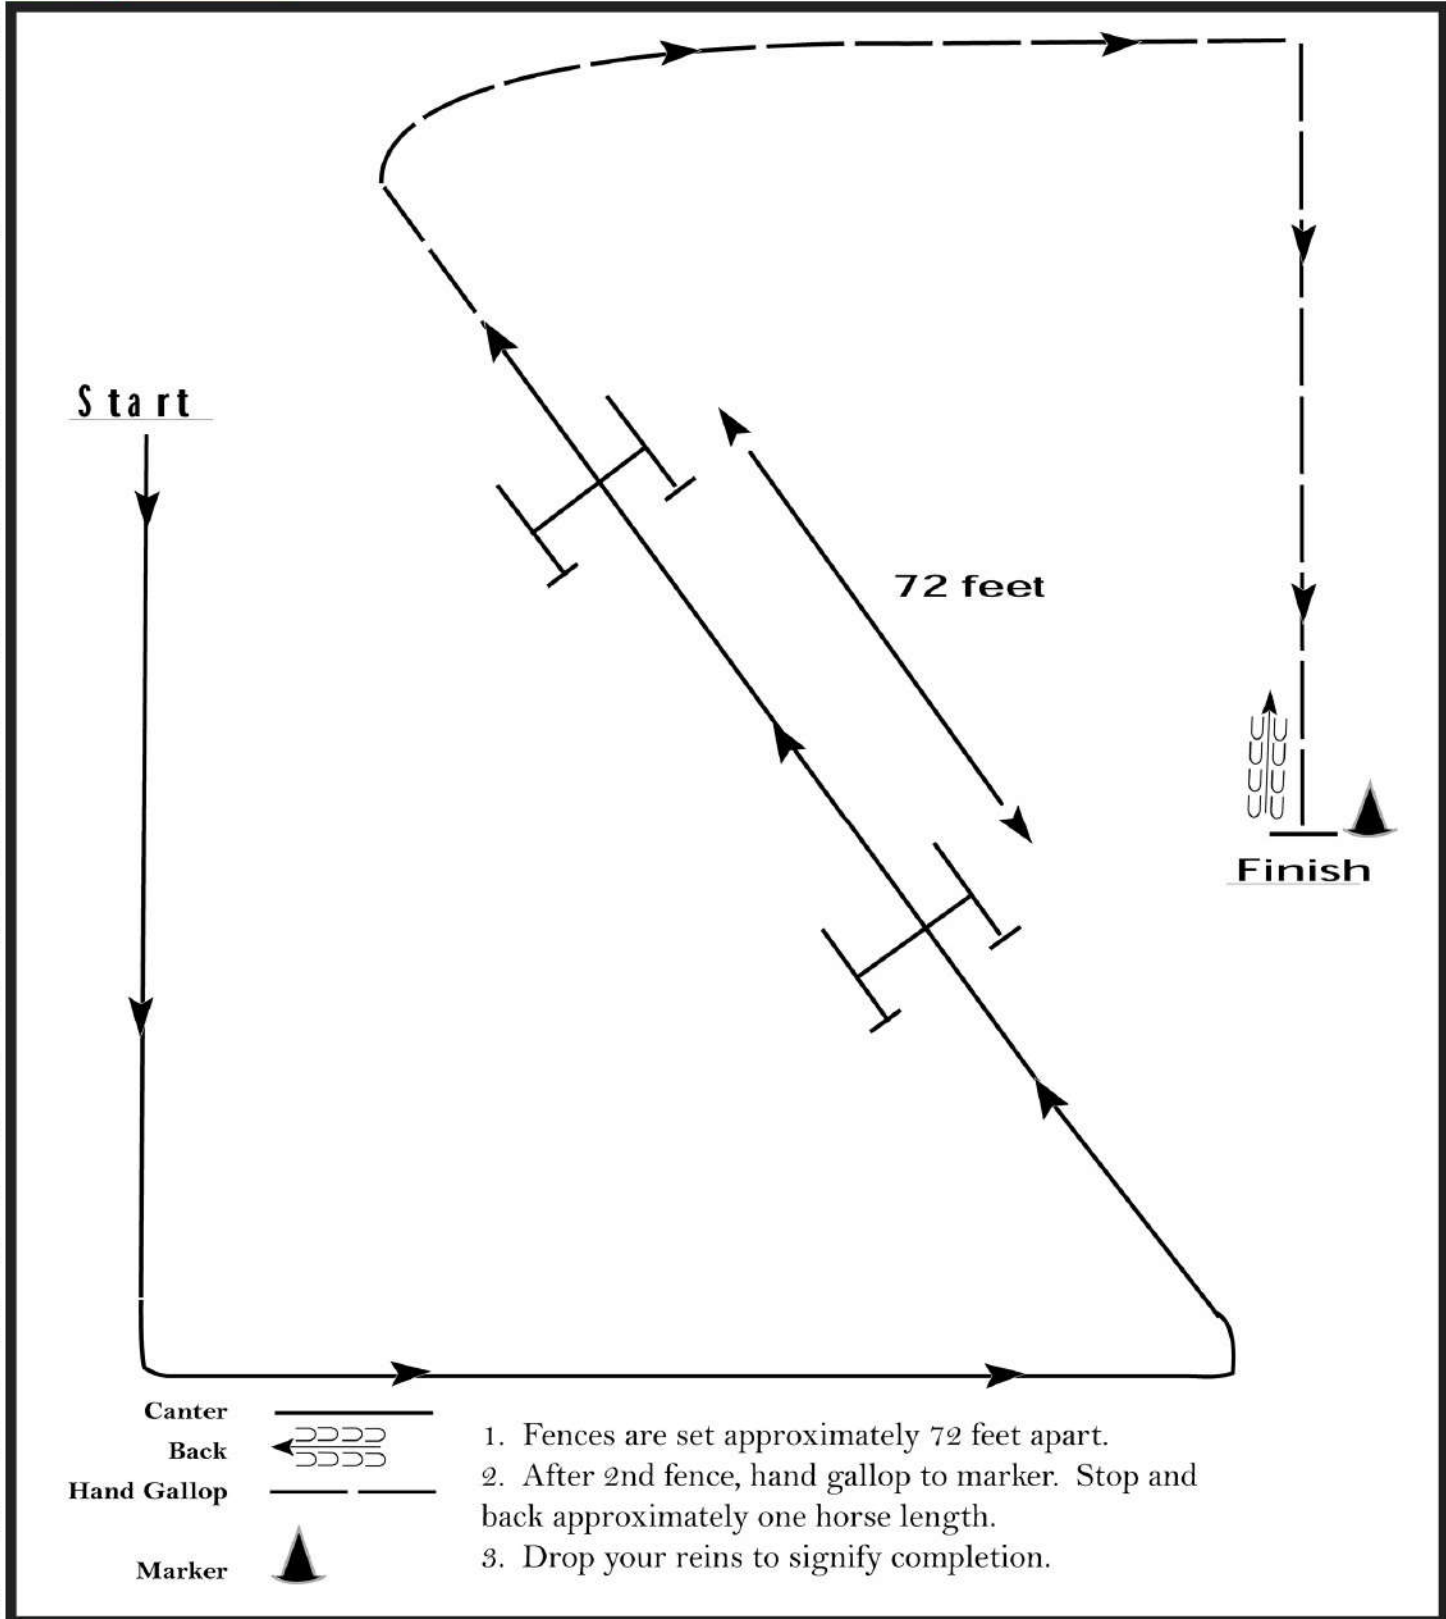 Start
72 feet
Finish
Canter
Back
Hand Gallop
Marker
1. Fences are set approximately 72 feet apart.
2. After 2nd fence, hand gallop to marker. Stop and
back approximately one horse length.
3. Drop your reins to signify completion.